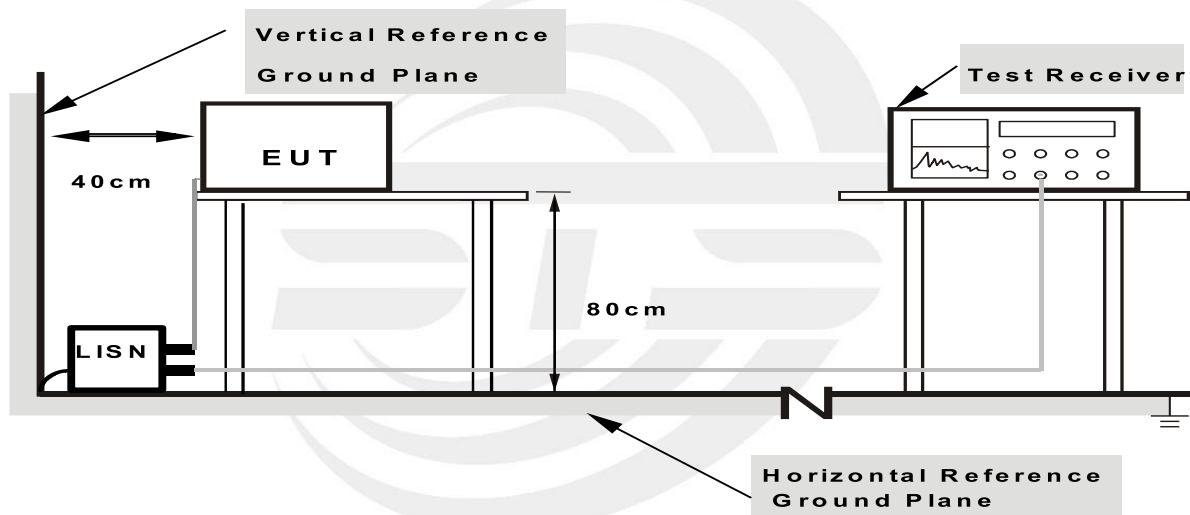 Vertical Reference
Ground Plane
Test Receiver
EUT
40cm
80cm
LISN
Horizontal Reference
Ground Plane